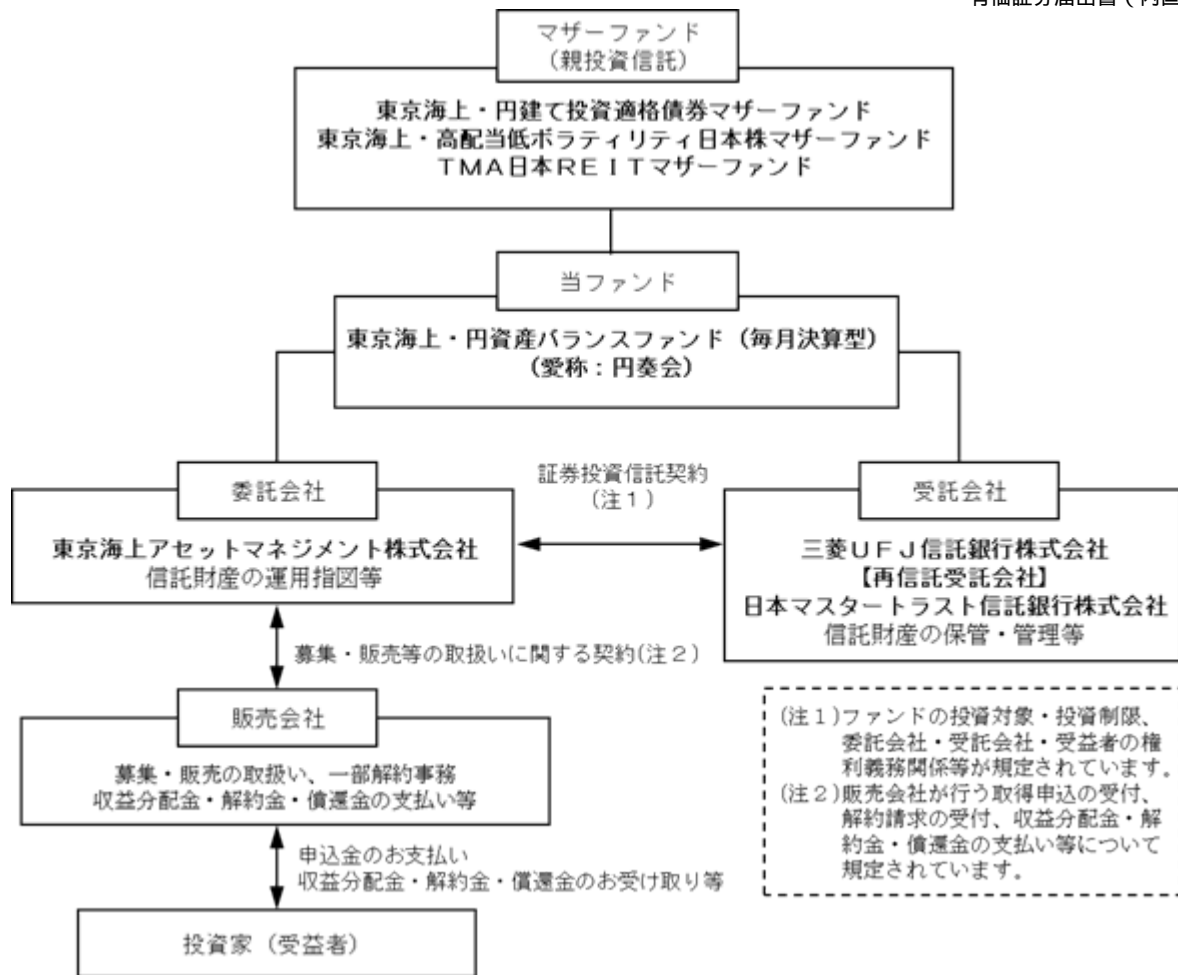 マザーファンド
(親投資信託)
東京海上・円建て投資適格債券マザーファンド
東京海上・高配当低ボラティリティ日本株マザーファンド
TMA日本REITマザーファンド
当ファンド
東京海上・円資産バランスファンド(毎月決算型)
(愛称:円奏会)
委託会社
東京海上アセットマネジメント株式会社
信託財産の運用指図等
証券投資信託契約
(注1)
受託会社
三菱UFJ信託銀行株式会社
【再信託受託会社】
日本マスタートラスト信託銀行株式会社
信託財産の保管・管理等
募集・販売等の取扱いに関する契約(注2)
販売会社
募集・販売の取扱い、一部解約事務
収益分配金・解約金・償還金の支払い等
申込金のお支払い
収益分配金・解約金・償還金のお受け取り等
投資家(受益者)
(注1)ファンドの投資対象・投資制限、
委託会社・受託会社・受益者の権
利義務関係等が規定されています。
(注2)販売会社が行う取得申込の受付、
解約請求の受付、収益分配金・解
約金・償還金の支払い等について
規定されています。